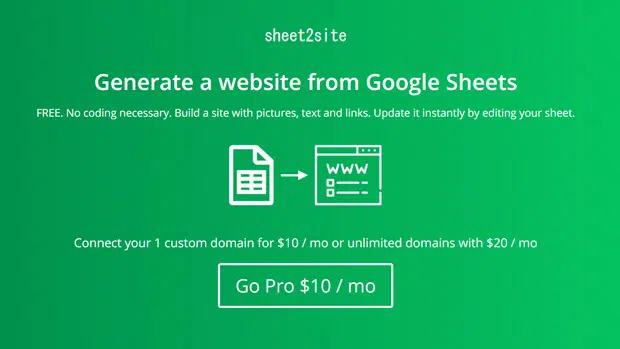 sheet2site
Generate a website from Google Sheets
FREE. No coding necessary. Build a site with pictures, text and links. Update it instantly by editing your sheet.
WWW
Connect your 1 custom domain for $10 / mo or unlimited domains with $20 / mo
Go Pro $10 / mo